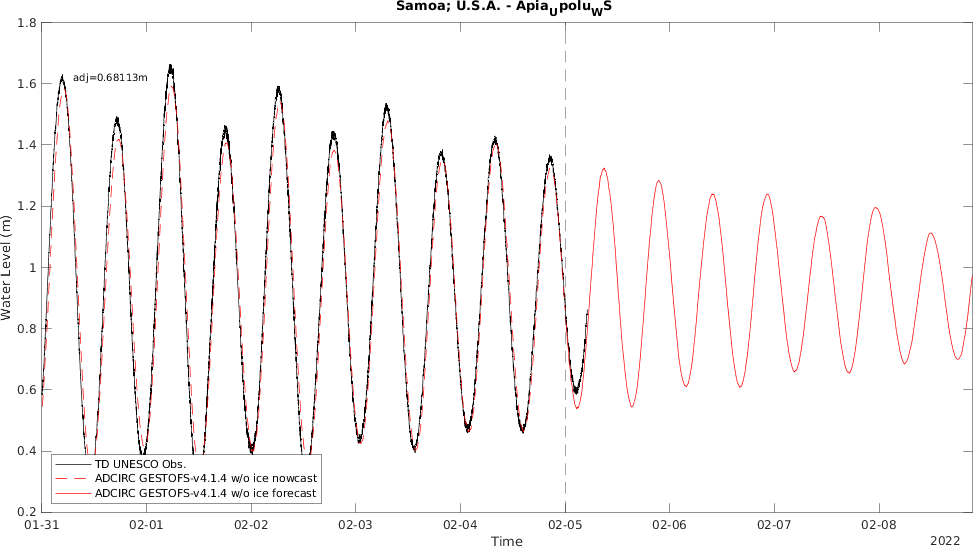 Samoa; U.S.A. - Apia_Upolu_WS
1.8
1.6
1.4
1.2
1
0.8
0.6
0.4
0.2
Water Level (m)
adj=0.68113m
TD UNESCO Obs.
ADCIRC GESTOFS-v4.1.4 w/o ice nowcast
ADCIRC GESTOFS-v4.1.4 w/o ice forecast
01-31 02-01 02-02 02-03 02-04 02-05 02-06 02-07 02-08
Time
2022